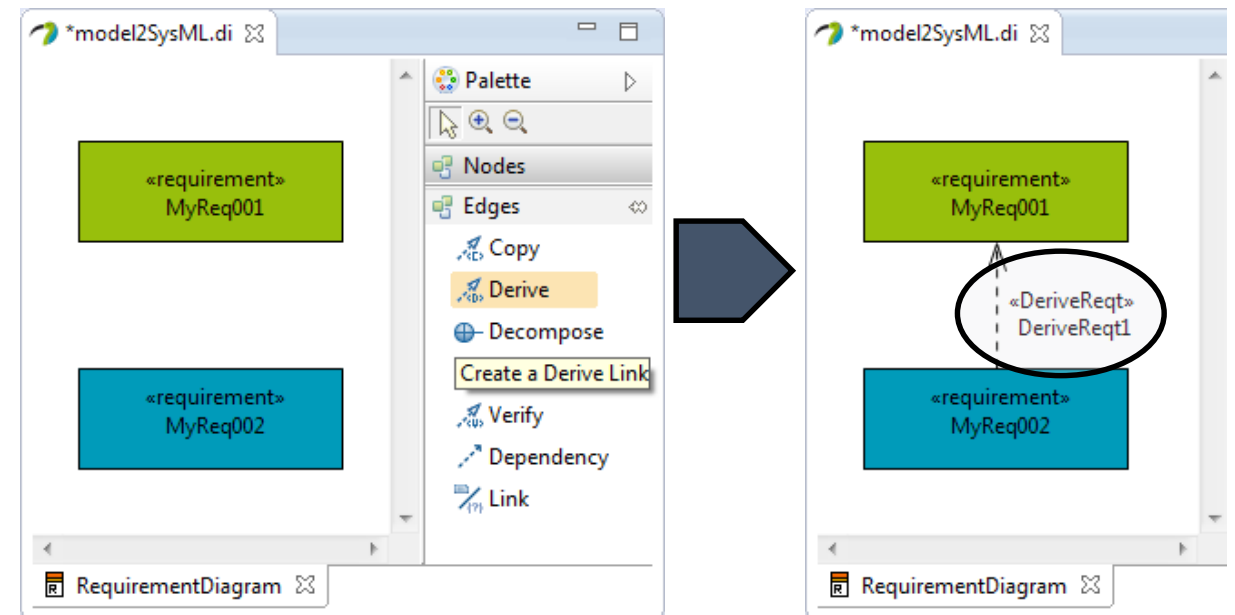 *model2SysML.di
Palette
Nodes
Edges
Copy
Derive
Decompose
Create a Derive Link
Verify
Dependency
Link
«requirement»
MyReq001
«requirement»
MyReq002
RequirementDiagram
*model2SysML.di
«requirement»
MyReq001
«DeriveReqt»
DeriveReqt1
«requirement»
MyReq002
RequirementDiagram